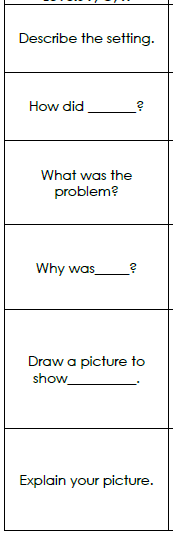 Describe the setting.
How did _______?
What was the
problem?
Why was_____?
Draw a picture to
show__________.
Explain your picture.